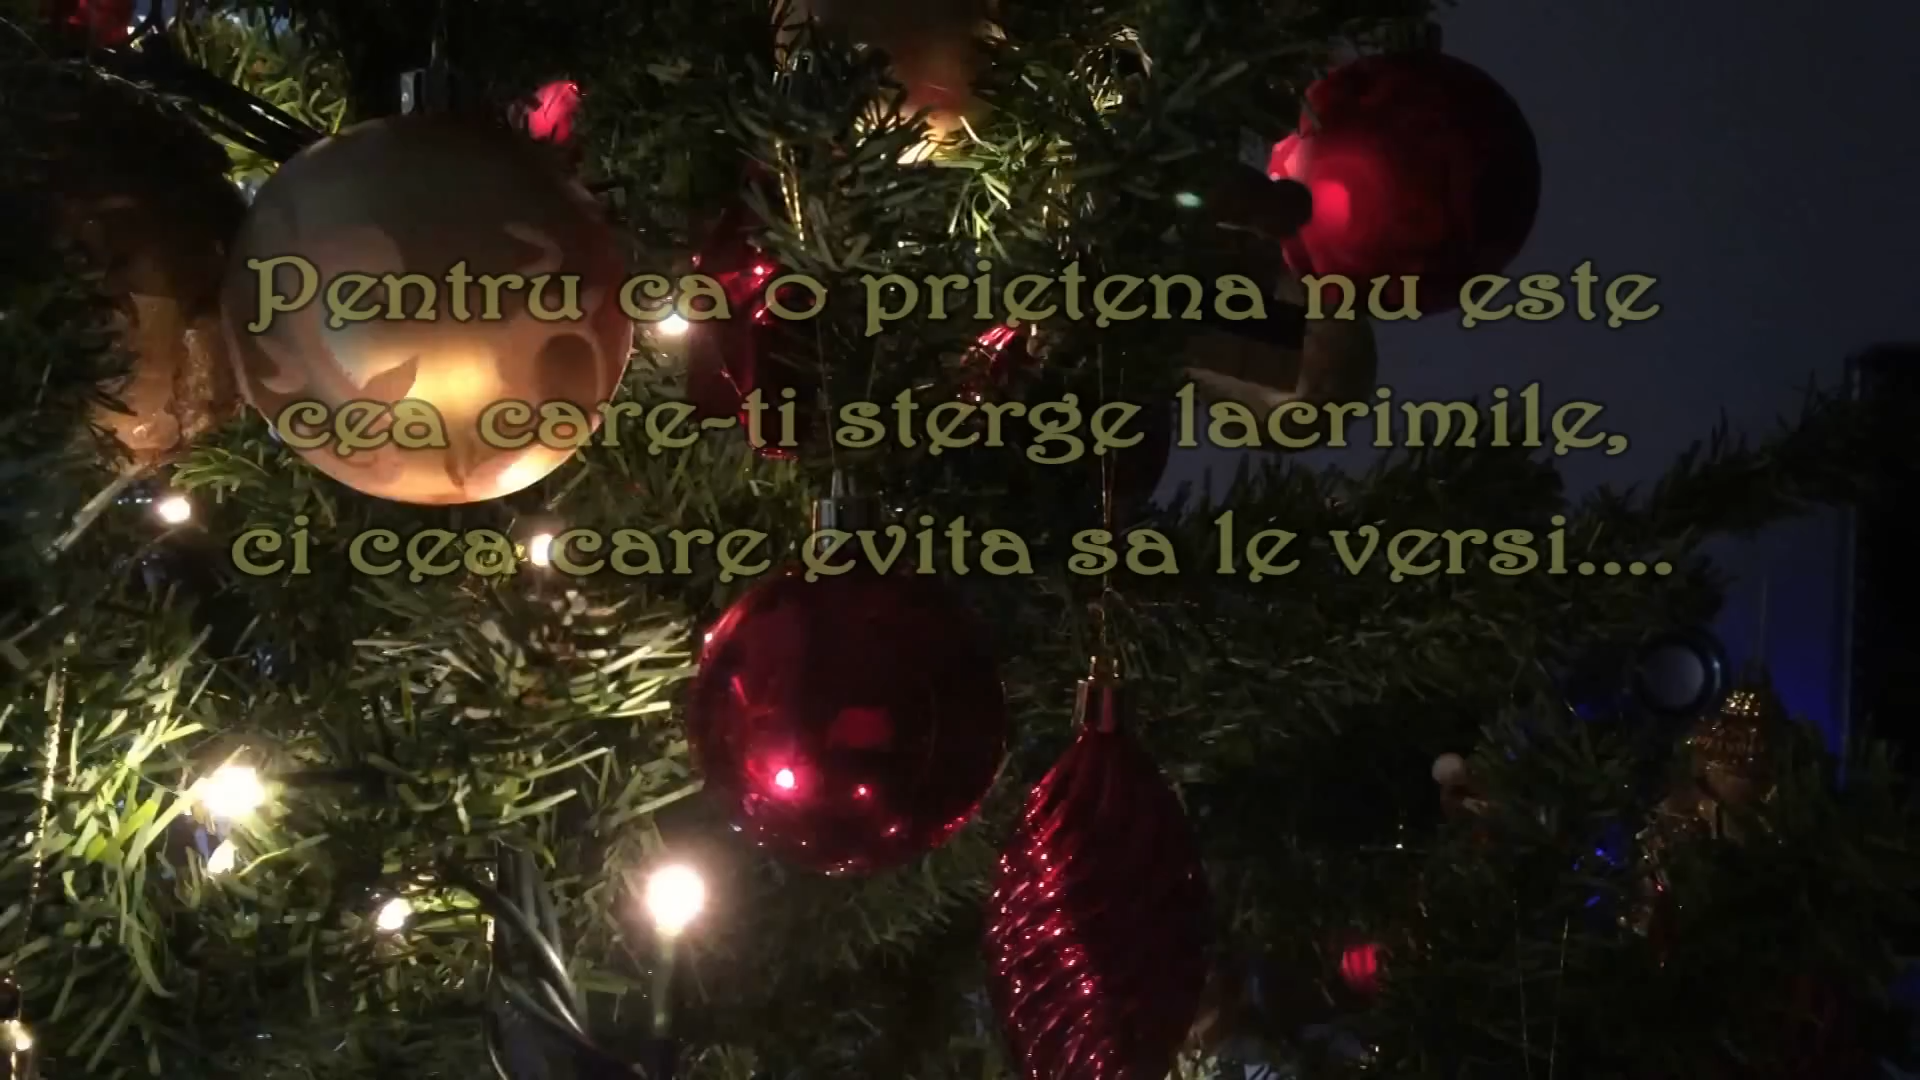 Pentru ca o prietena nu este
cea care-ti sterge lacrimile,
ci cea care evita sa le versi....